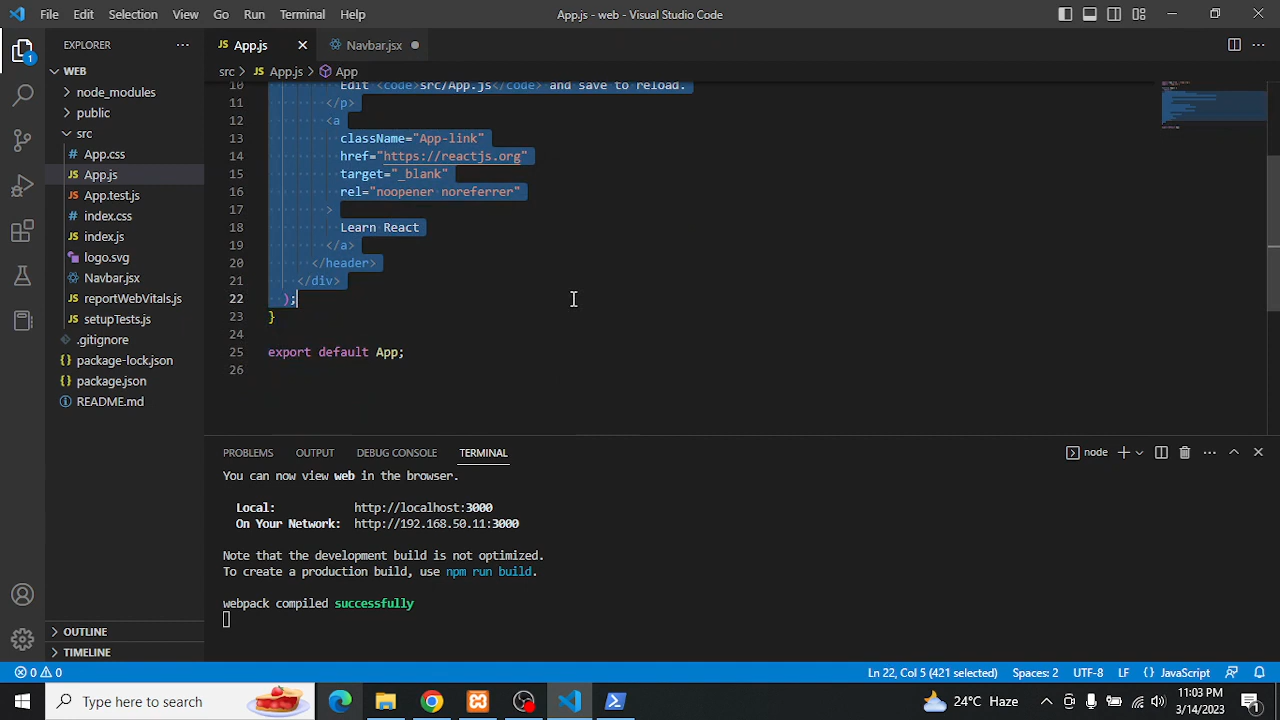 File Edit Selection View Go Run Terminal Help App.js - web - Visual Studio Code
EXPLORER
App.js
Navbar.jsx
src > App.js > App
WEB
node_modules
public
src
App.css
App.js
App.test.js
index.css
index.js
logo.svg
Navbar.jsx
reportWebVitals.js
setupTests.js
.gitignore
package-lock.json
package.json
README.md
OUTLINE
TIMELINE
10 Edit <code>src/App.js</code> and save to reload.
11 </p>
12 <a
13 className="App-link"
14 href="https://reactjs.org"
15 target="_blank"
16 rel="noopener noreferrer"
17 >
18 Learn React
19 </a>
20 </header>
21 </div>
22 );
23 }
24
25 export default App;
26
PROBLEMS OUTPUT DEBUG CONSOLE TERMINAL
node
You can now view web in the browser.
Local: http://localhost:3000
On Your Network: http://192.168.50.11:3000
Note that the development build is not optimized.
To create a production build, use npm run build.
webpack compiled successfully
0 0 Ln 22, Col 5 (421 selected) Spaces: 2 UTF-8 LF {} JavaScript
Type here to search
24°C Haze
1:03 PM
3/14/2023
1
1